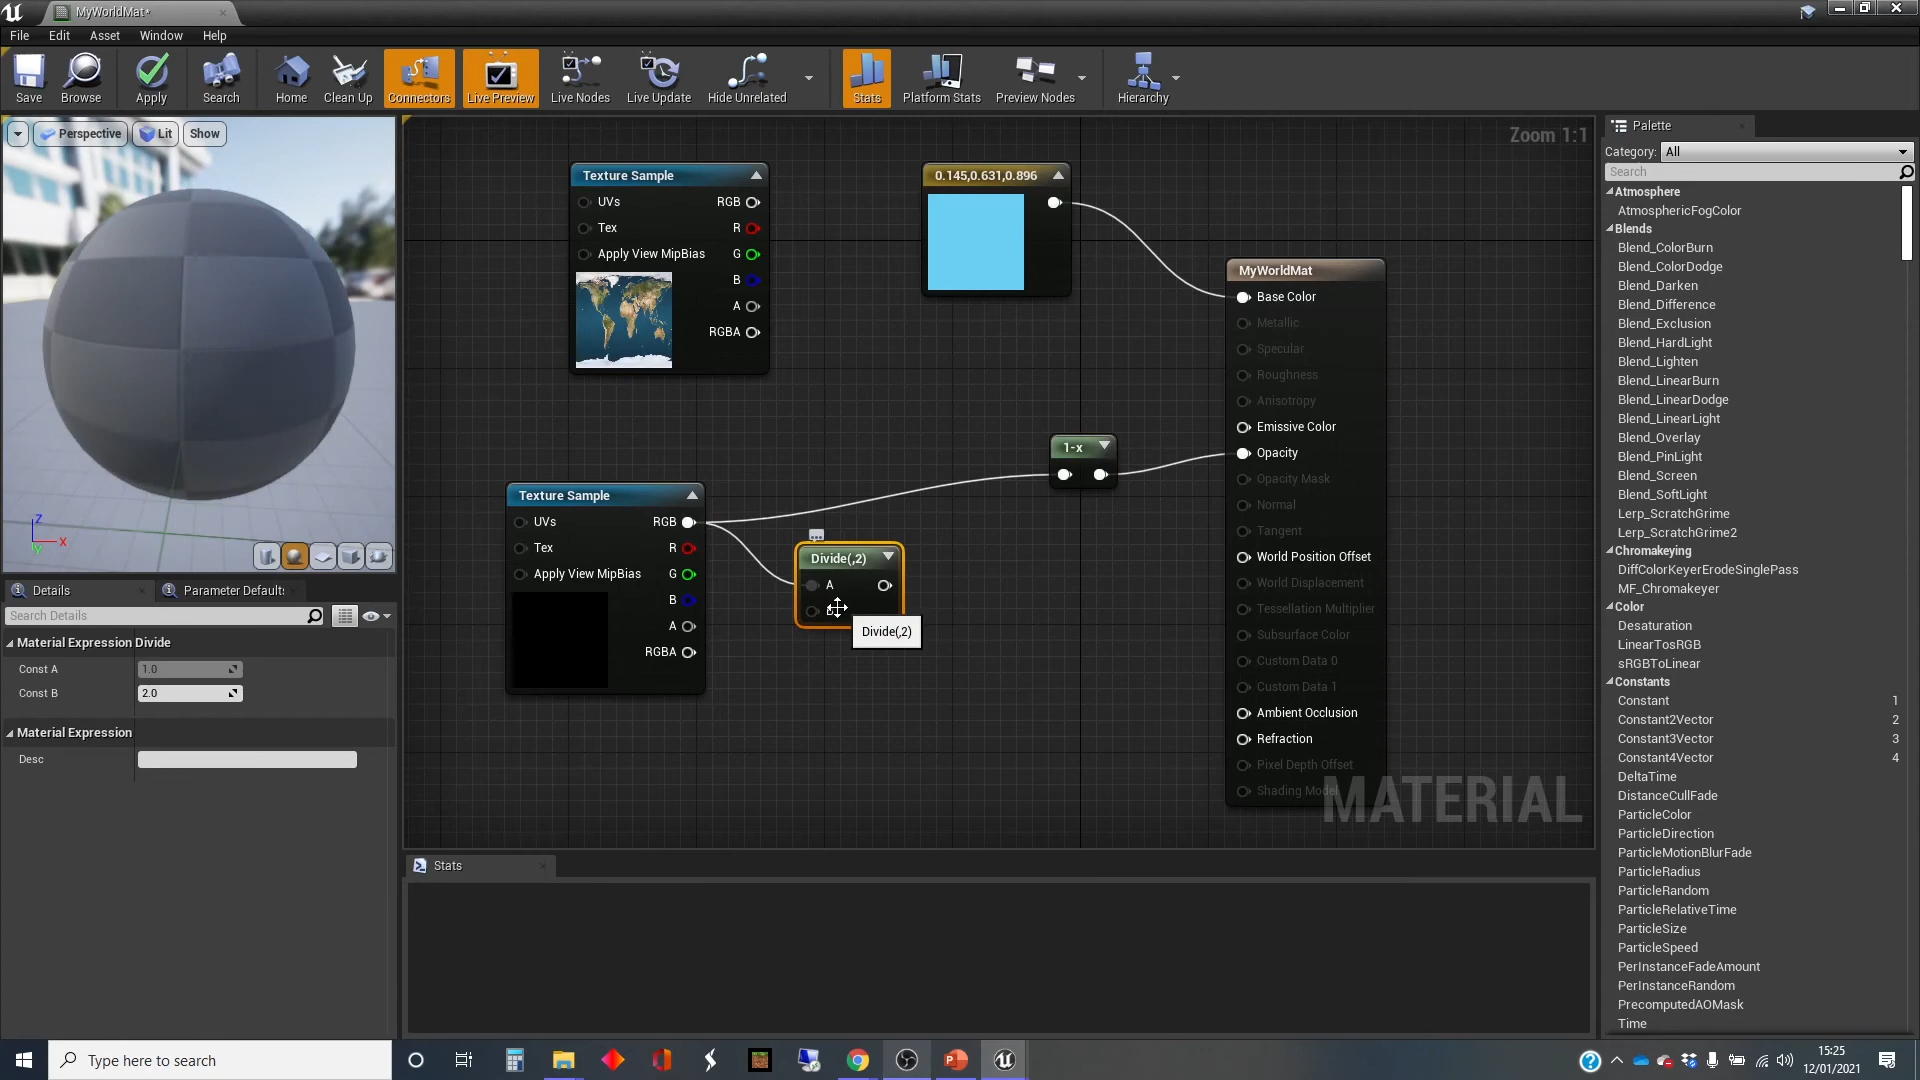 MyWorldMat*
File Edit Asset Window Help
Save Browse Apply Search Home Clean Up Connectors Live Preview Live Nodes Live Update Hide Unrelated Stats Platform Stats Preview Nodes Hierarchy
Perspective Lit Show
Zoom 1:1
Palette
Category: All
Search
Atmosphere
AtmosphericFogColor
Blends
Blend_ColorBurn
Blend_ColorDodge
Blend_Darken
Blend_Difference
Blend_Exclusion
Blend_HardLight
Blend_Lighten
Blend_LinearBurn
Blend_LinearDodge
Blend_LinearLight
Blend_Overlay
Blend_PinLight
Blend_Screen
Blend_SoftLight
Lerp_ScratchGrime
Lerp_ScratchGrime2
Chromakeying
DiffColorKeyerErodeSinglePass
MF_Chromakeyer
Color
Desaturation
LinearTosRGB
sRGBToLinear
Constants
Constant 1
Constant2Vector 2
Constant3Vector 3
Constant4Vector 4
DeltaTime
DistanceCullFade
ParticleColor
ParticleDirection
ParticleMotionBlurFade
ParticleRadius
ParticleRandom
ParticleRelativeTime
ParticleSize
ParticleSpeed
PerInstanceFadeAmount
PerInstanceRandom
PrecomputedAOMask
Time
Texture Sample
UVs RGB
Tex R
Apply View MipBias G
B
A
RGBA
0.145,0.631,0.896
MyWorldMat
Base Color
Metallic
Specular
Roughness
Anisotropy
Emissive Color
Opacity
Opacity Mask
Normal
Tangent
World Position Offset
World Displacement
Tessellation Multiplier
Subsurface Color
Custom Data 0
Custom Data 1
Ambient Occlusion
Refraction
Pixel Depth Offset
Shading Model
MATERIAL
1-x
Texture Sample
UVs RGB
Tex R
Apply View MipBias G
B
A
RGBA
Divide(,2)
A
Divide(,2)
Z
X
Y
Details Parameter Defaults
Search Details
Material Expression Divide
Const A 1.0
Const B 2.0
Material Expression
Desc
Stats
Type here to search
15:25
12/01/2021